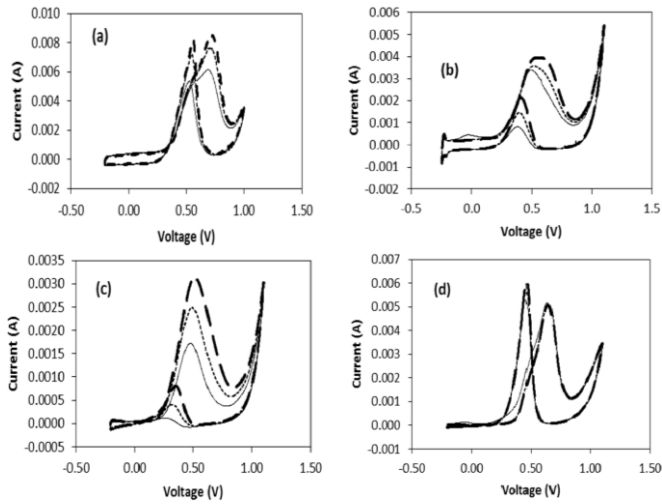 (a)
Current (A)
0.010
0.008
0.006
0.004
0.002
0.000
-0.002
-0.50 0.00 0.50 1.00 1.50
Voltage (V)
(b)
Current (A)
0.006
0.005
0.004
0.003
0.002
0.001
0.000
-0.001
-0.002
-0.5 0.0 0.5 1.0 1.5
Voltage (V)
(c)
Current (A)
0.0035
0.0030
0.0025
0.0020
0.0015
0.0010
0.0005
0.0000
-0.0005
-0.50 0.00 0.50 1.00 1.50
Voltage (V)
(d)
Current (A)
0.007
0.006
0.005
0.004
0.003
0.002
0.001
0.000
-0.001
-0.50 0.00 0.50 1.00 1.50
Voltage (V)